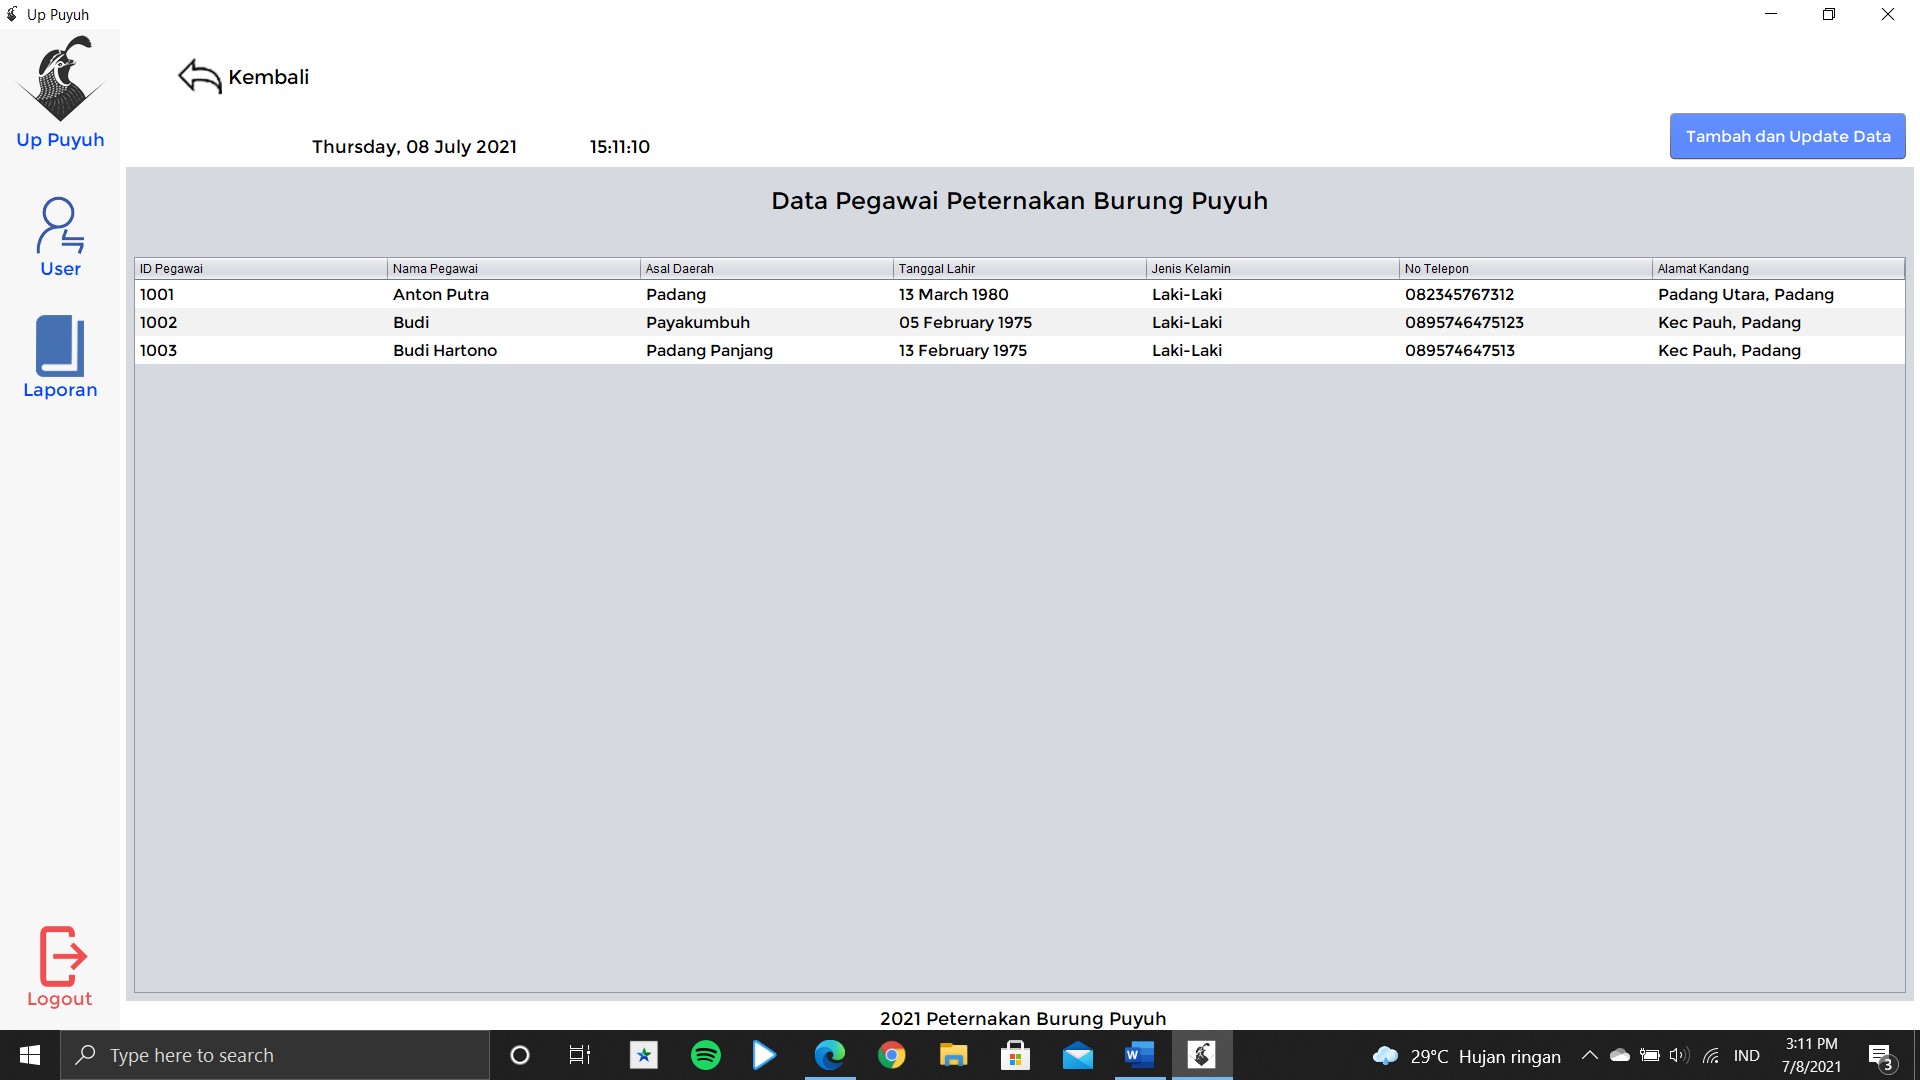 Up Puyuh
Up Puyuh
Kembali
Thursday, 08 July 2021 15:11:10
Tambah dan Update Data
User
Laporan
Logout
Data Pegawai Peternakan Burung Puyuh
ID Pegawai Nama Pegawai Asal Daerah Tanggal Lahir Jenis Kelamin No Telepon Alamat Kandang
1001 Anton Putra Padang 13 March 1980 Laki-Laki 082345767312 Padang Utara, Padang
1002 Budi Payakumbuh 05 February 1975 Laki-Laki 0895746475123 Kec Pauh, Padang
1003 Budi Hartono Padang Panjang 13 February 1975 Laki-Laki 089574647513 Kec Pauh, Padang
2021 Peternakan Burung Puyuh
Type here to search
29°C Hujan ringan
IND
3:11 PM
7/8/2021
3